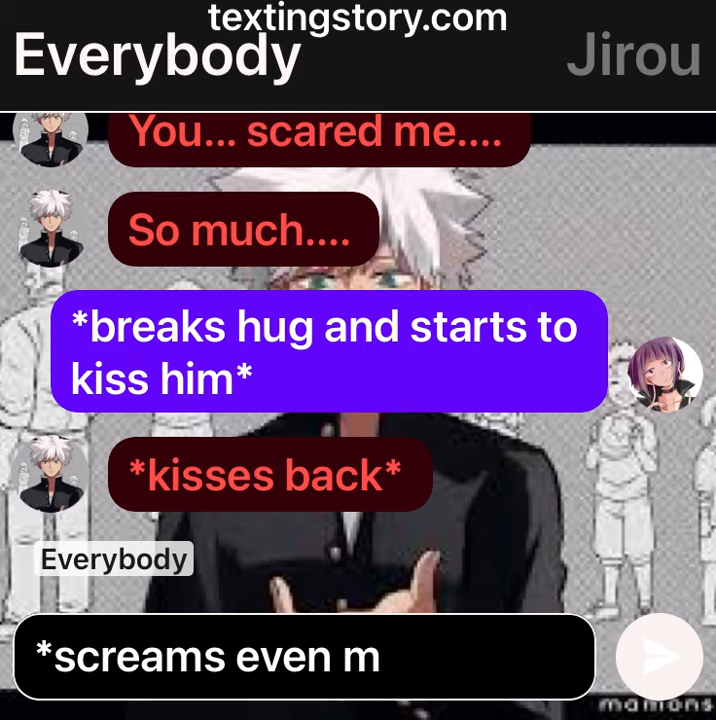 textingstory.com
Everybody
Jirou
You... scared me....
So much....
*breaks hug and starts to
kiss him*
*kisses back*
Everybody
*screams even m